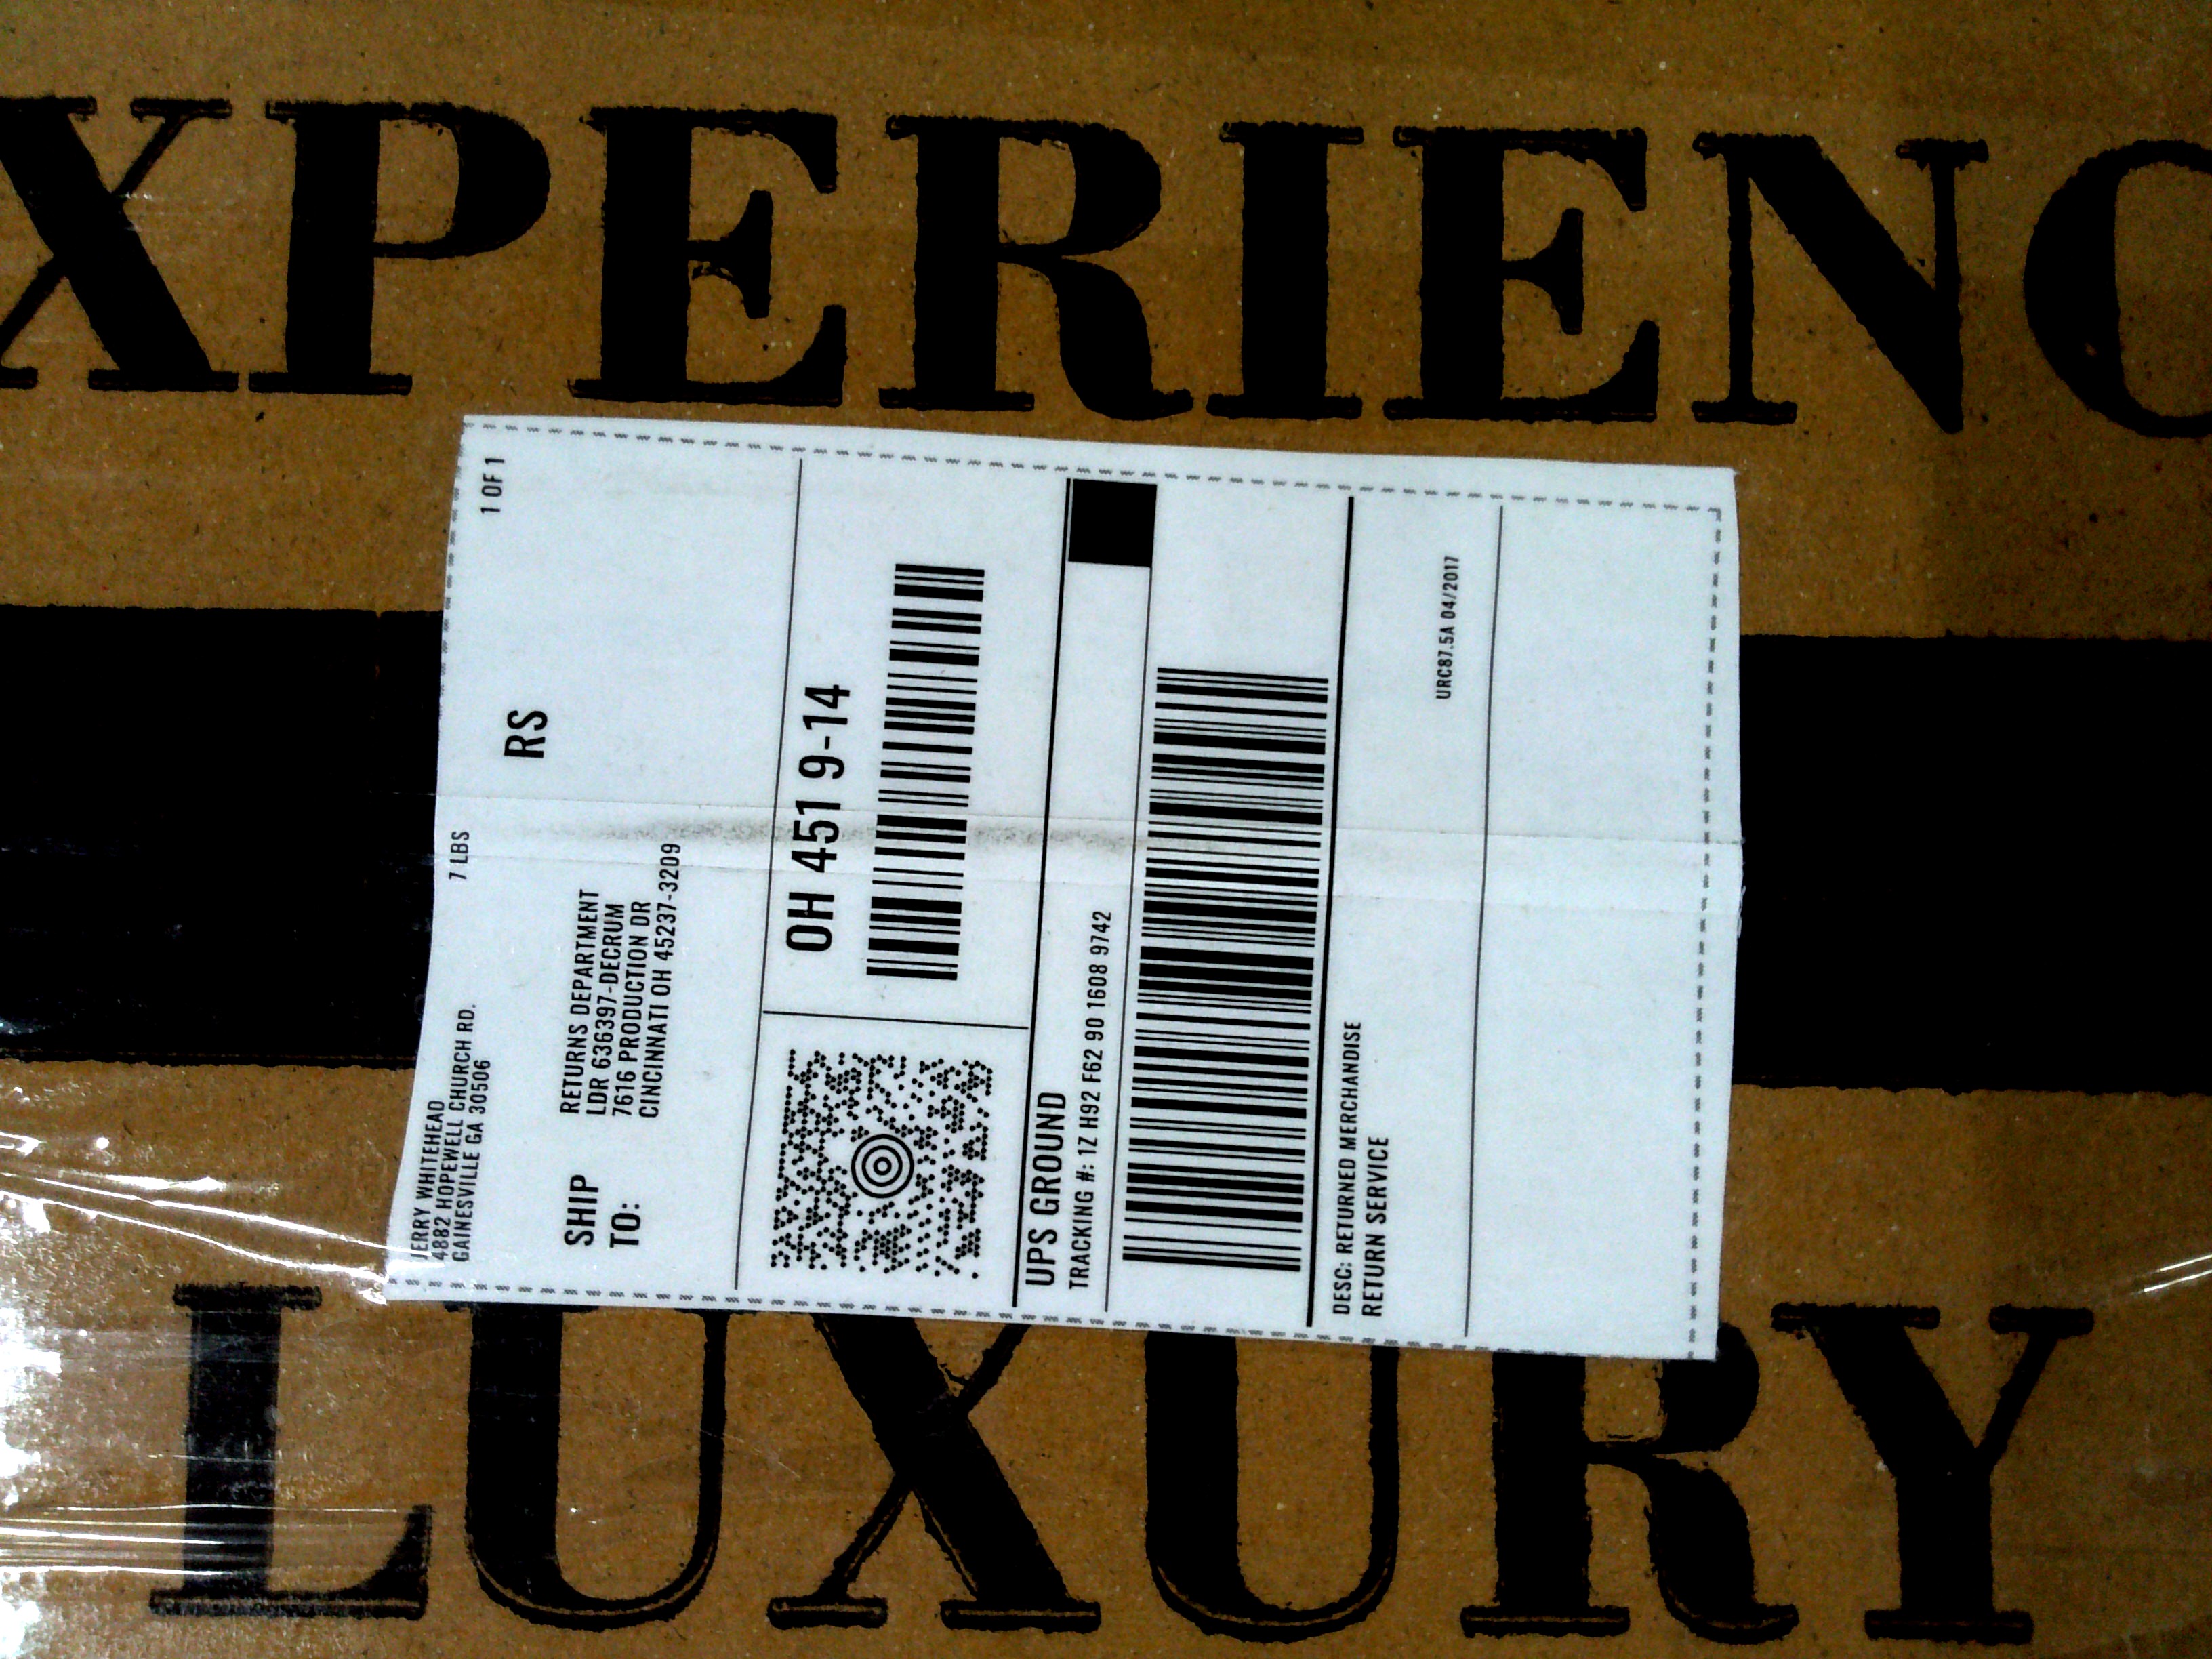 XPERIENC
LUXURY
JERRY WHITEHEAD
4882 HOPEWELL CHURCH RD.
GAINESVILLE GA 30506
7 LBS
1 OF 1
RS
SHIP
TO:
RETURNS DEPARTMENT
LDR 636397-DECRUM
7616 PRODUCTION DR
CINCINNATI OH 45237-3209
OH 451 9-14
UPS GROUND
TRACKING #: 1Z H92 F62 90 1608 9742
DESC: RETURNED MERCHANDISE
RETURN SERVICE
URC87.5A 04/2017